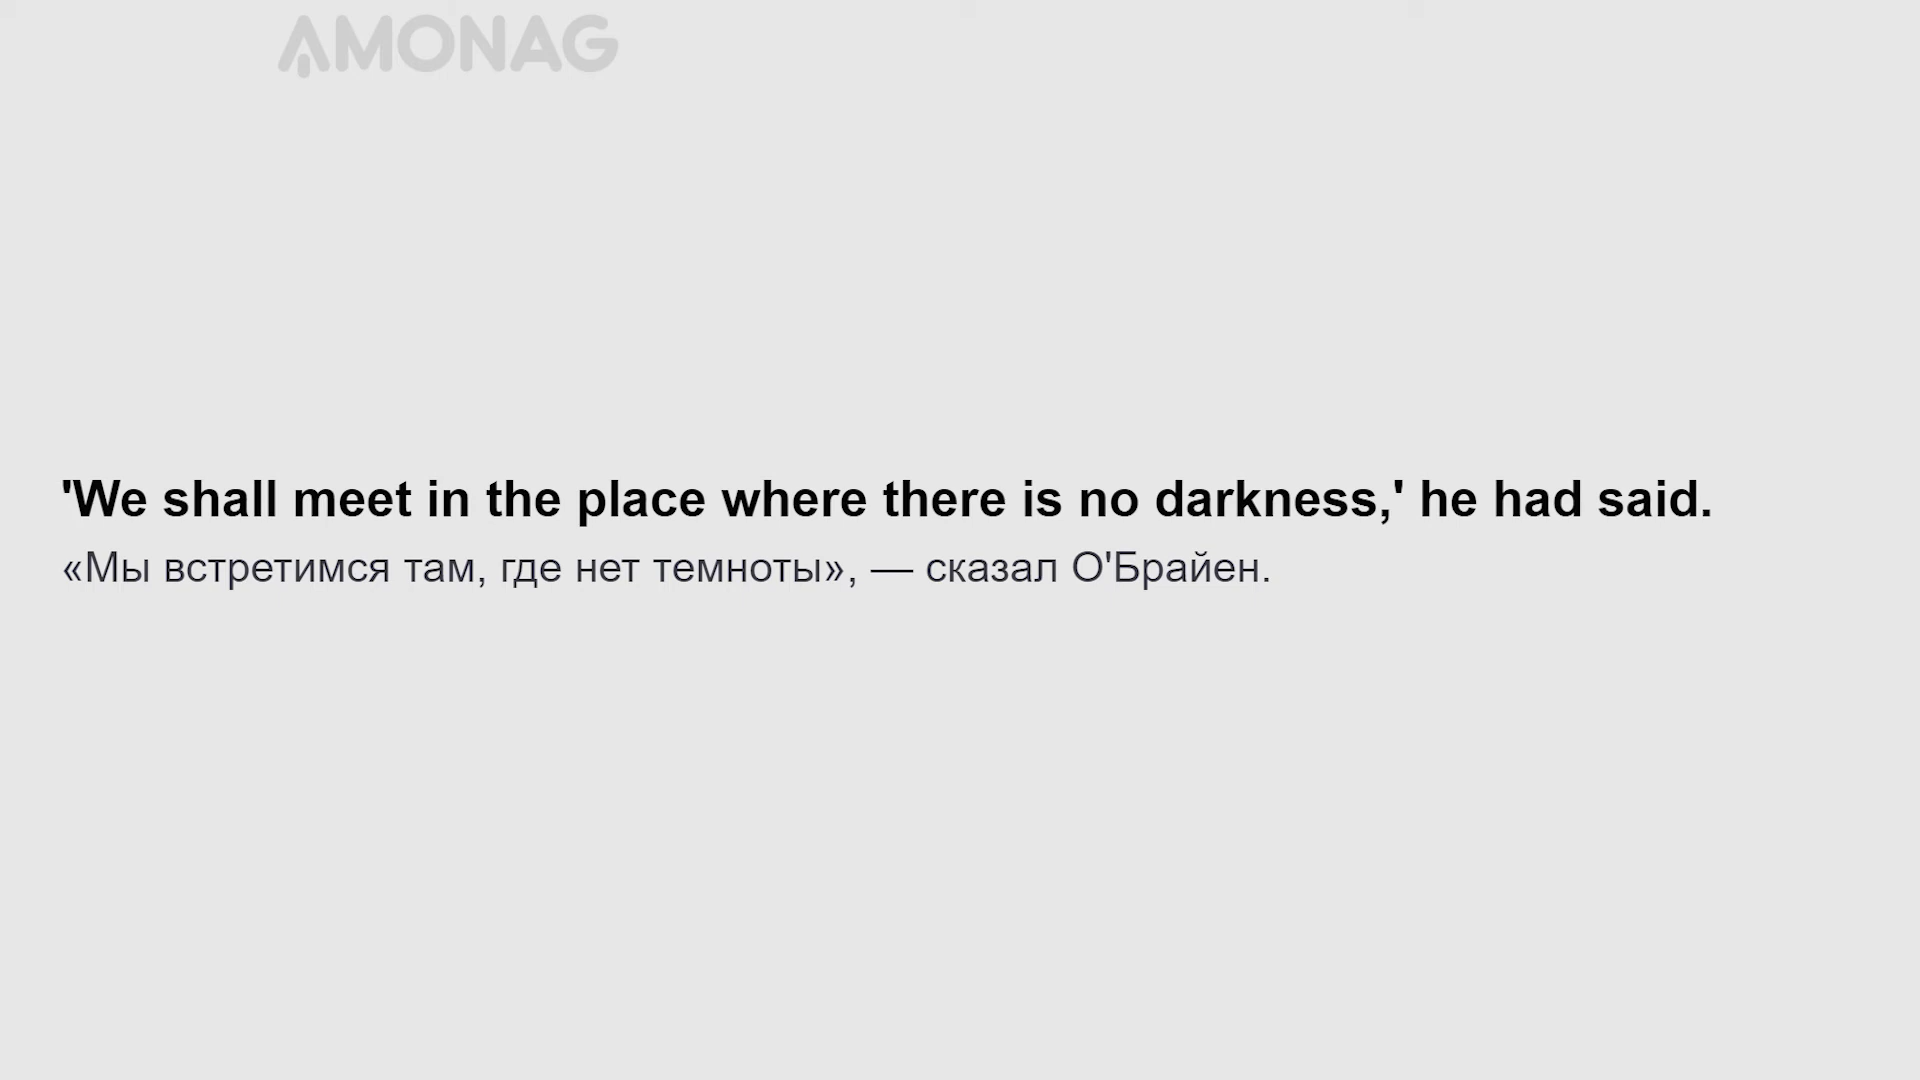 AMONAG
'We shall meet in the place where there is no darkness,' he had said.
«Мы встретимся там, где нет темноты», — сказал О'Брайен.